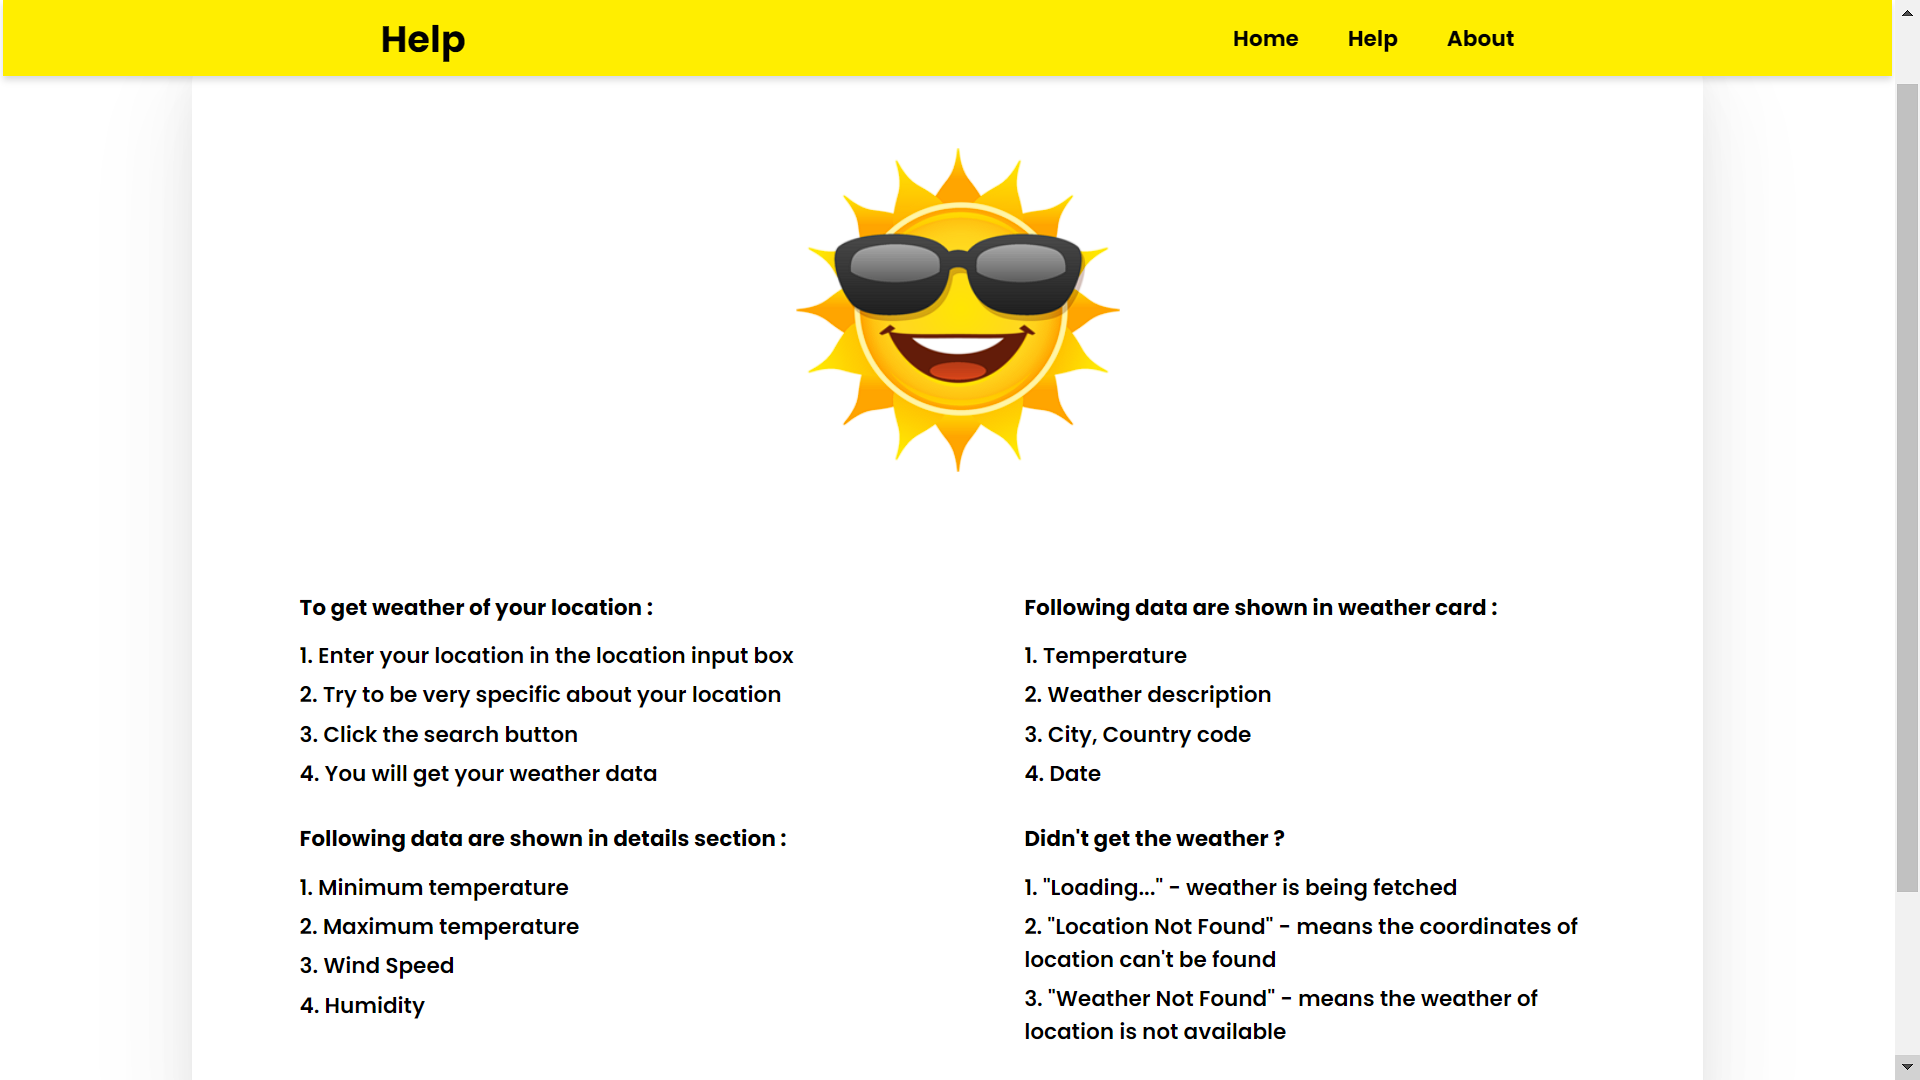 Help
Home
Help
About
To get weather of your location :
1. Enter your location in the location input box
2. Try to be very specific about your location
3. Click the search button
4. You will get your weather data
Following data are shown in weather card :
1. Temperature
2. Weather description
3. City, Country code
4. Date
Following data are shown in details section :
1. Minimum temperature
2. Maximum temperature
3. Wind Speed
4. Humidity
Didn't get the weather ?
1. "Loading..." - weather is being fetched
2. "Location Not Found" - means the coordinates of
location can't be found
3. "Weather Not Found" - means the weather of
location is not available